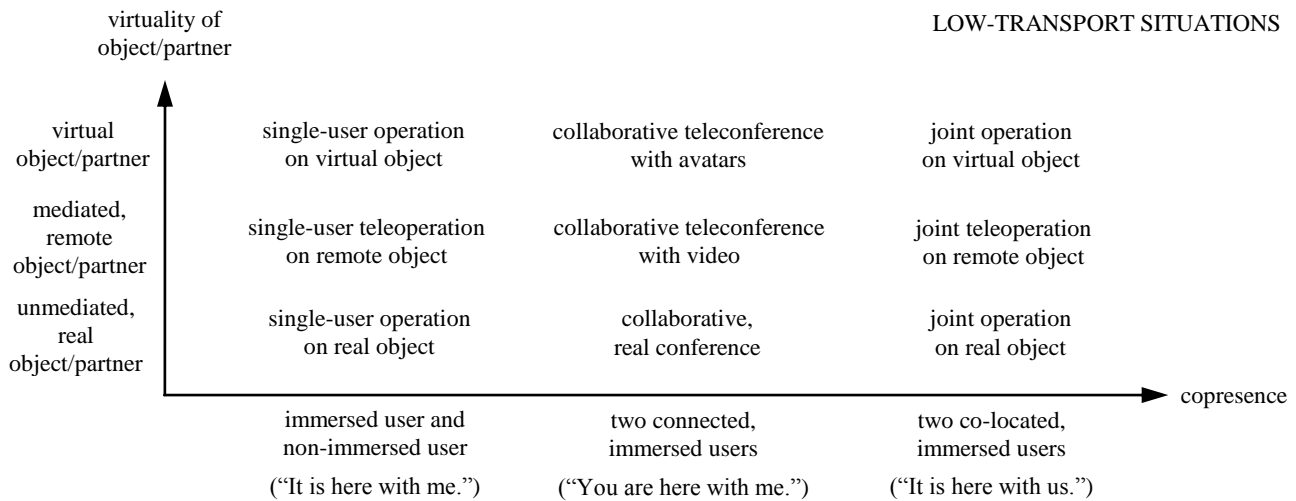 virtuality of
object/partner
LOW-TRANSPORT SITUATIONS
virtual
object/partner
single-user operation
on virtual object
collaborative teleconference
with avatars
joint operation
on virtual object
mediated,
remote
object/partner
single-user teleoperation
on remote object
collaborative teleconference
with video
joint teleoperation
on remote object
unmediated,
real
object/partner
single-user operation
on real object
collaborative,
real conference
joint operation
on real object
copresence
immersed user and
non-immersed user
(“It is here with me.”)
two connected,
immersed users
(“You are here with me.”)
two co-located,
immersed users
(“It is here with us.”)